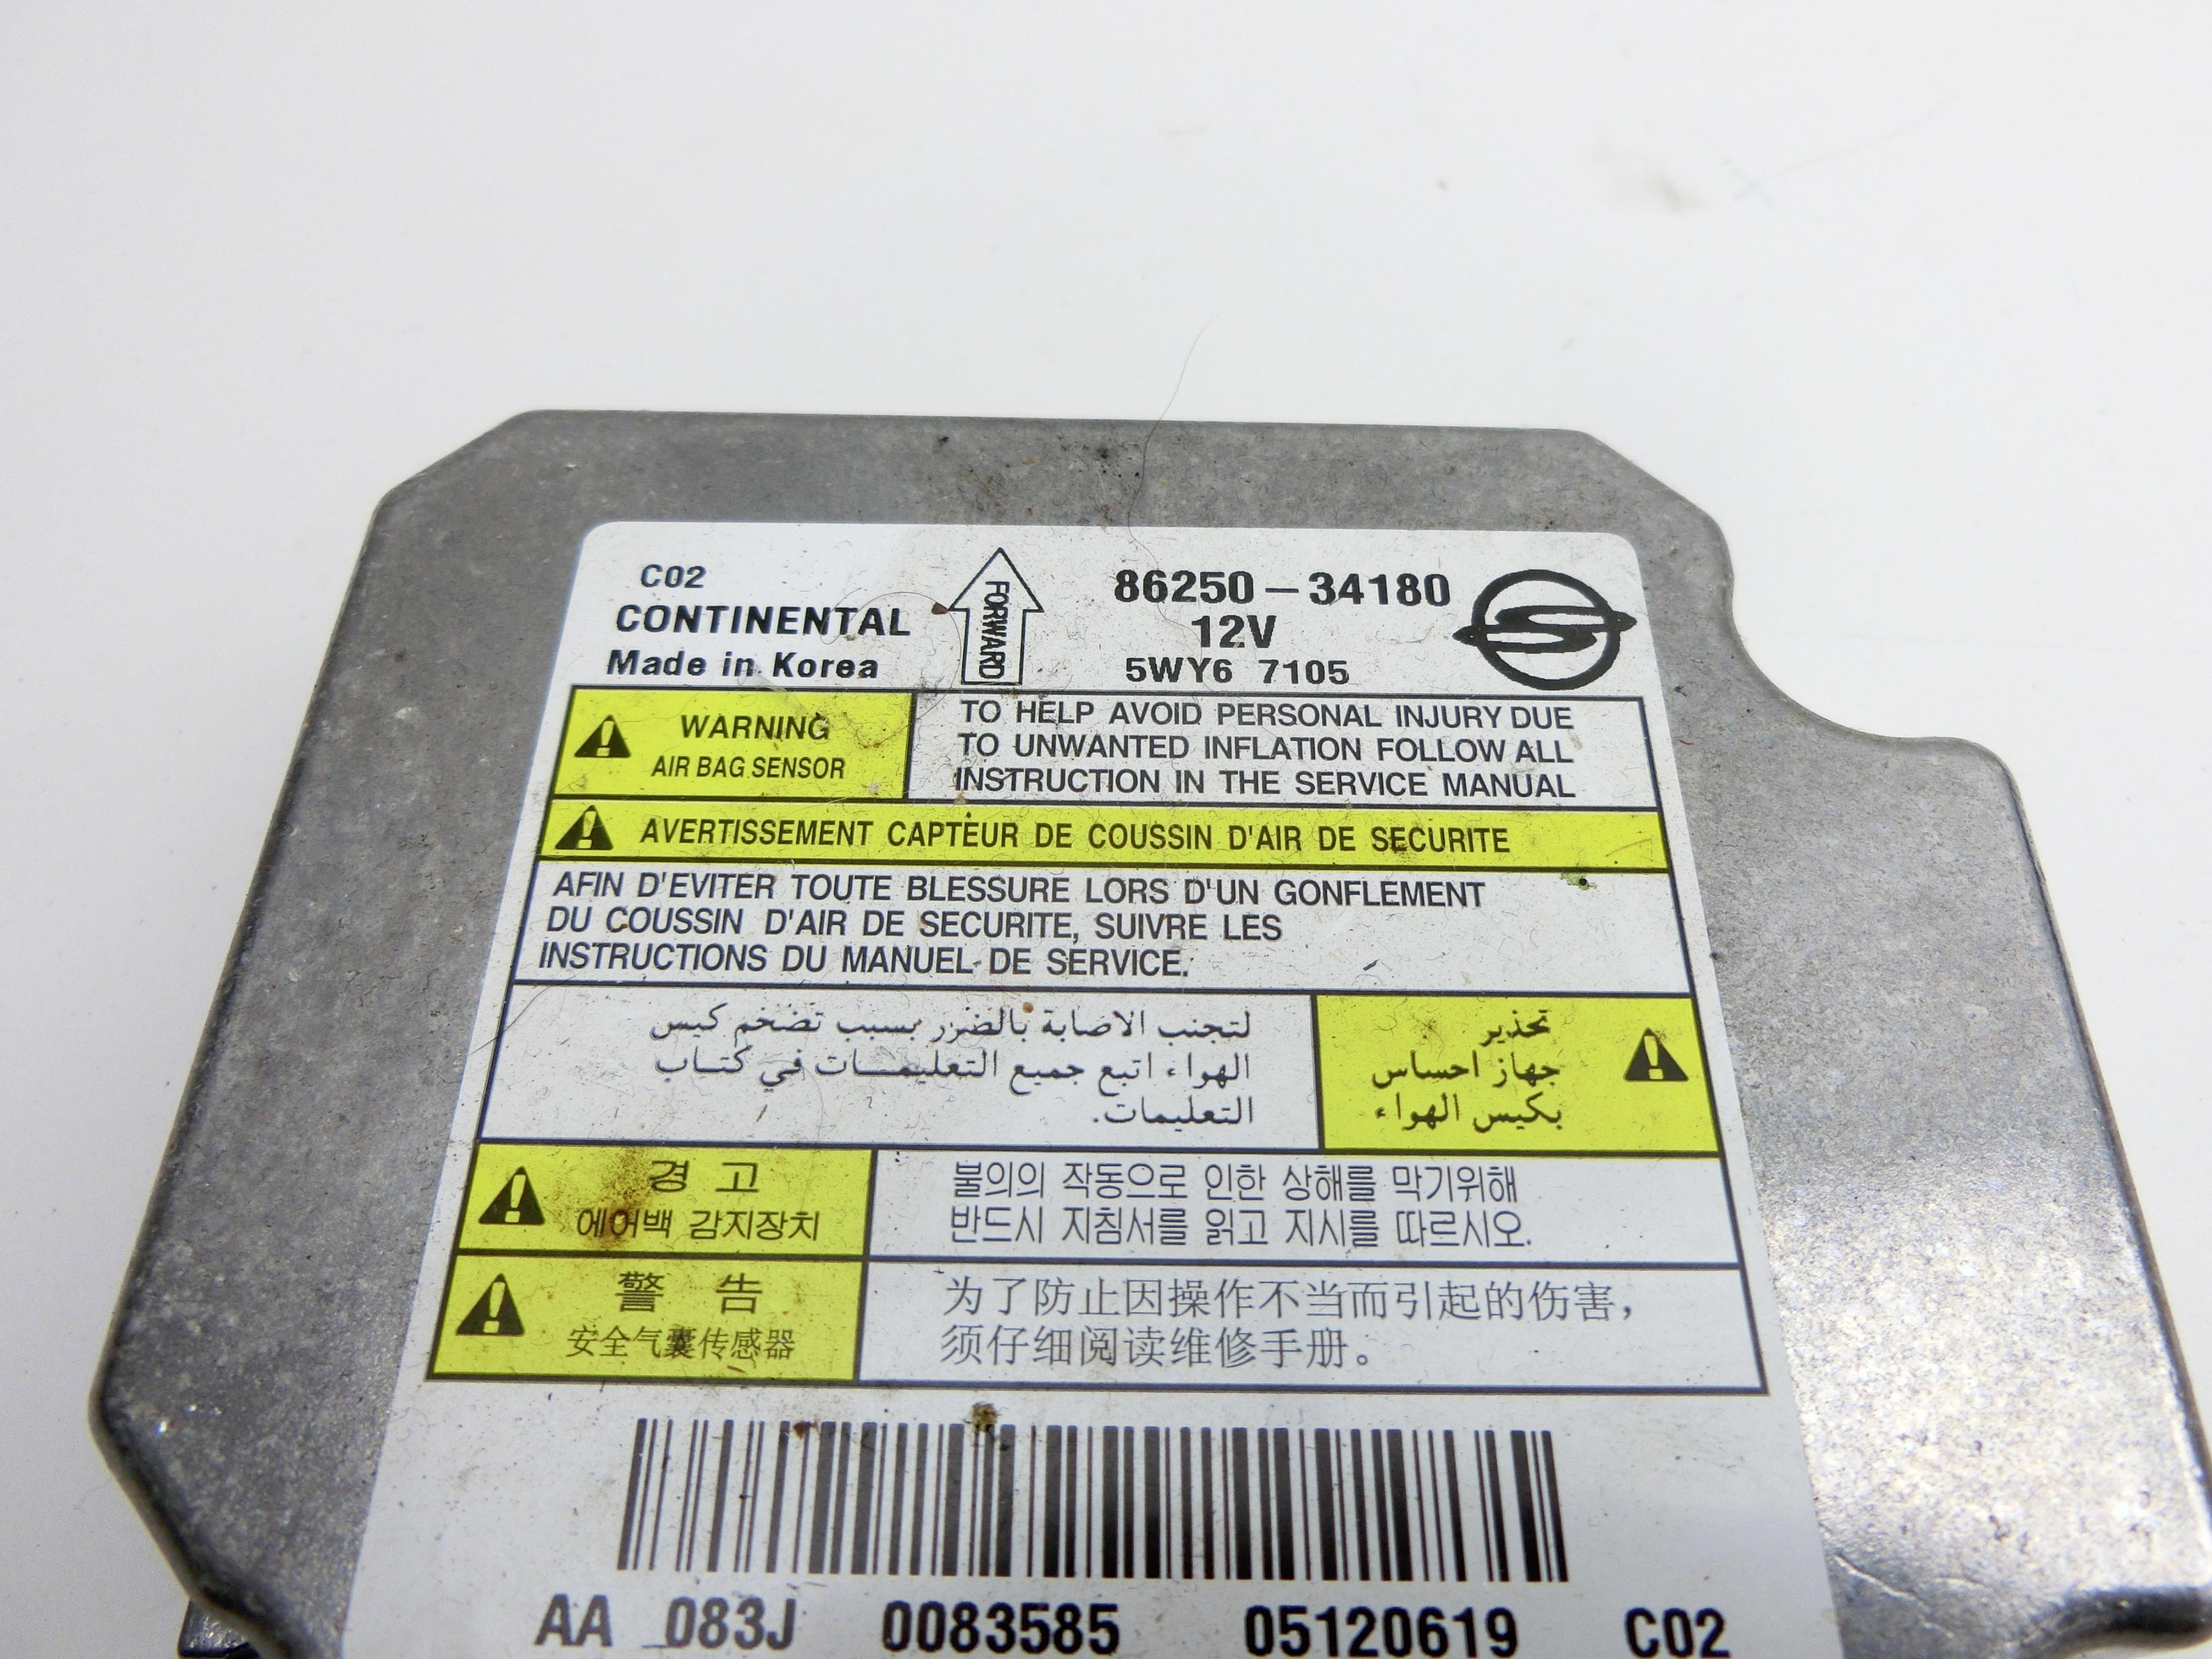 C02
CONTINENTAL
Made in Korea
FORWARD
86250-34180
12V
5WY6 7105
WARNING
AIR BAG SENSOR
TO HELP AVOID PERSONAL INJURY DUE
TO UNWANTED INFLATION FOLLOW ALL
INSTRUCTION IN THE SERVICE MANUAL
AVERTISSEMENT CAPTEUR DE COUSSIN D'AIR DE SECURITE
AFIN D'EVITER TOUTE BLESSURE LORS D'UN GONFLEMENT
DU COUSSIN D'AIR DE SECURITE, SUIVRE LES
INSTRUCTIONS DU MANUEL DE SERVICE.
تحذير
جهاز احساس
بكيس الهواء
لتجنب الاصابة بالضرر بسبب تضخم كيس
الهواء اتبع جميع التعليمات في كتاب
التعليمات.
경 고
에어백 감지장치
불의의 작동으로 인한 상해를 막기위해
반드시 지침서를 읽고 지시를 따르시오.
警 告
安全气囊传感器
为了防止因操作不当而引起的伤害，
须仔细阅读维修手册。
AA 083J 0083585 05120619 C02